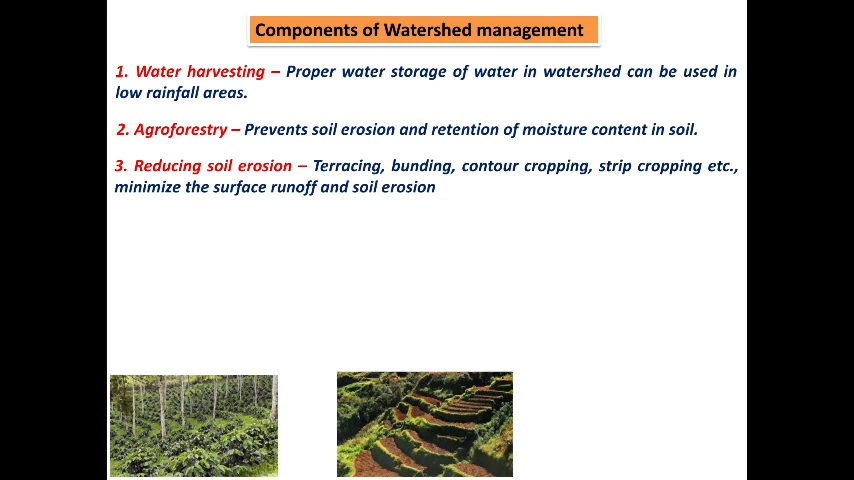 Components of Watershed management
1. Water harvesting – Proper water storage of water in watershed can be used in
low rainfall areas.
2. Agroforestry – Prevents soil erosion and retention of moisture content in soil.
3. Reducing soil erosion – Terracing, bunding, contour cropping, strip cropping etc.,
minimize the surface runoff and soil erosion